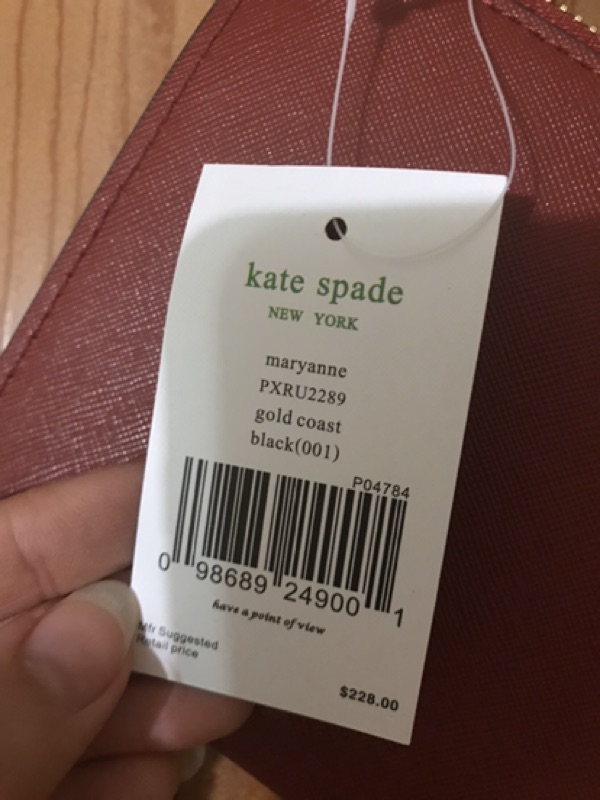 kate spade
NEW YORK
maryanne
PXRU2289
gold coast
black(001)
P04784
0 98689 24900 1
have a point of view
Mfr Suggested
Retail price
$228.00